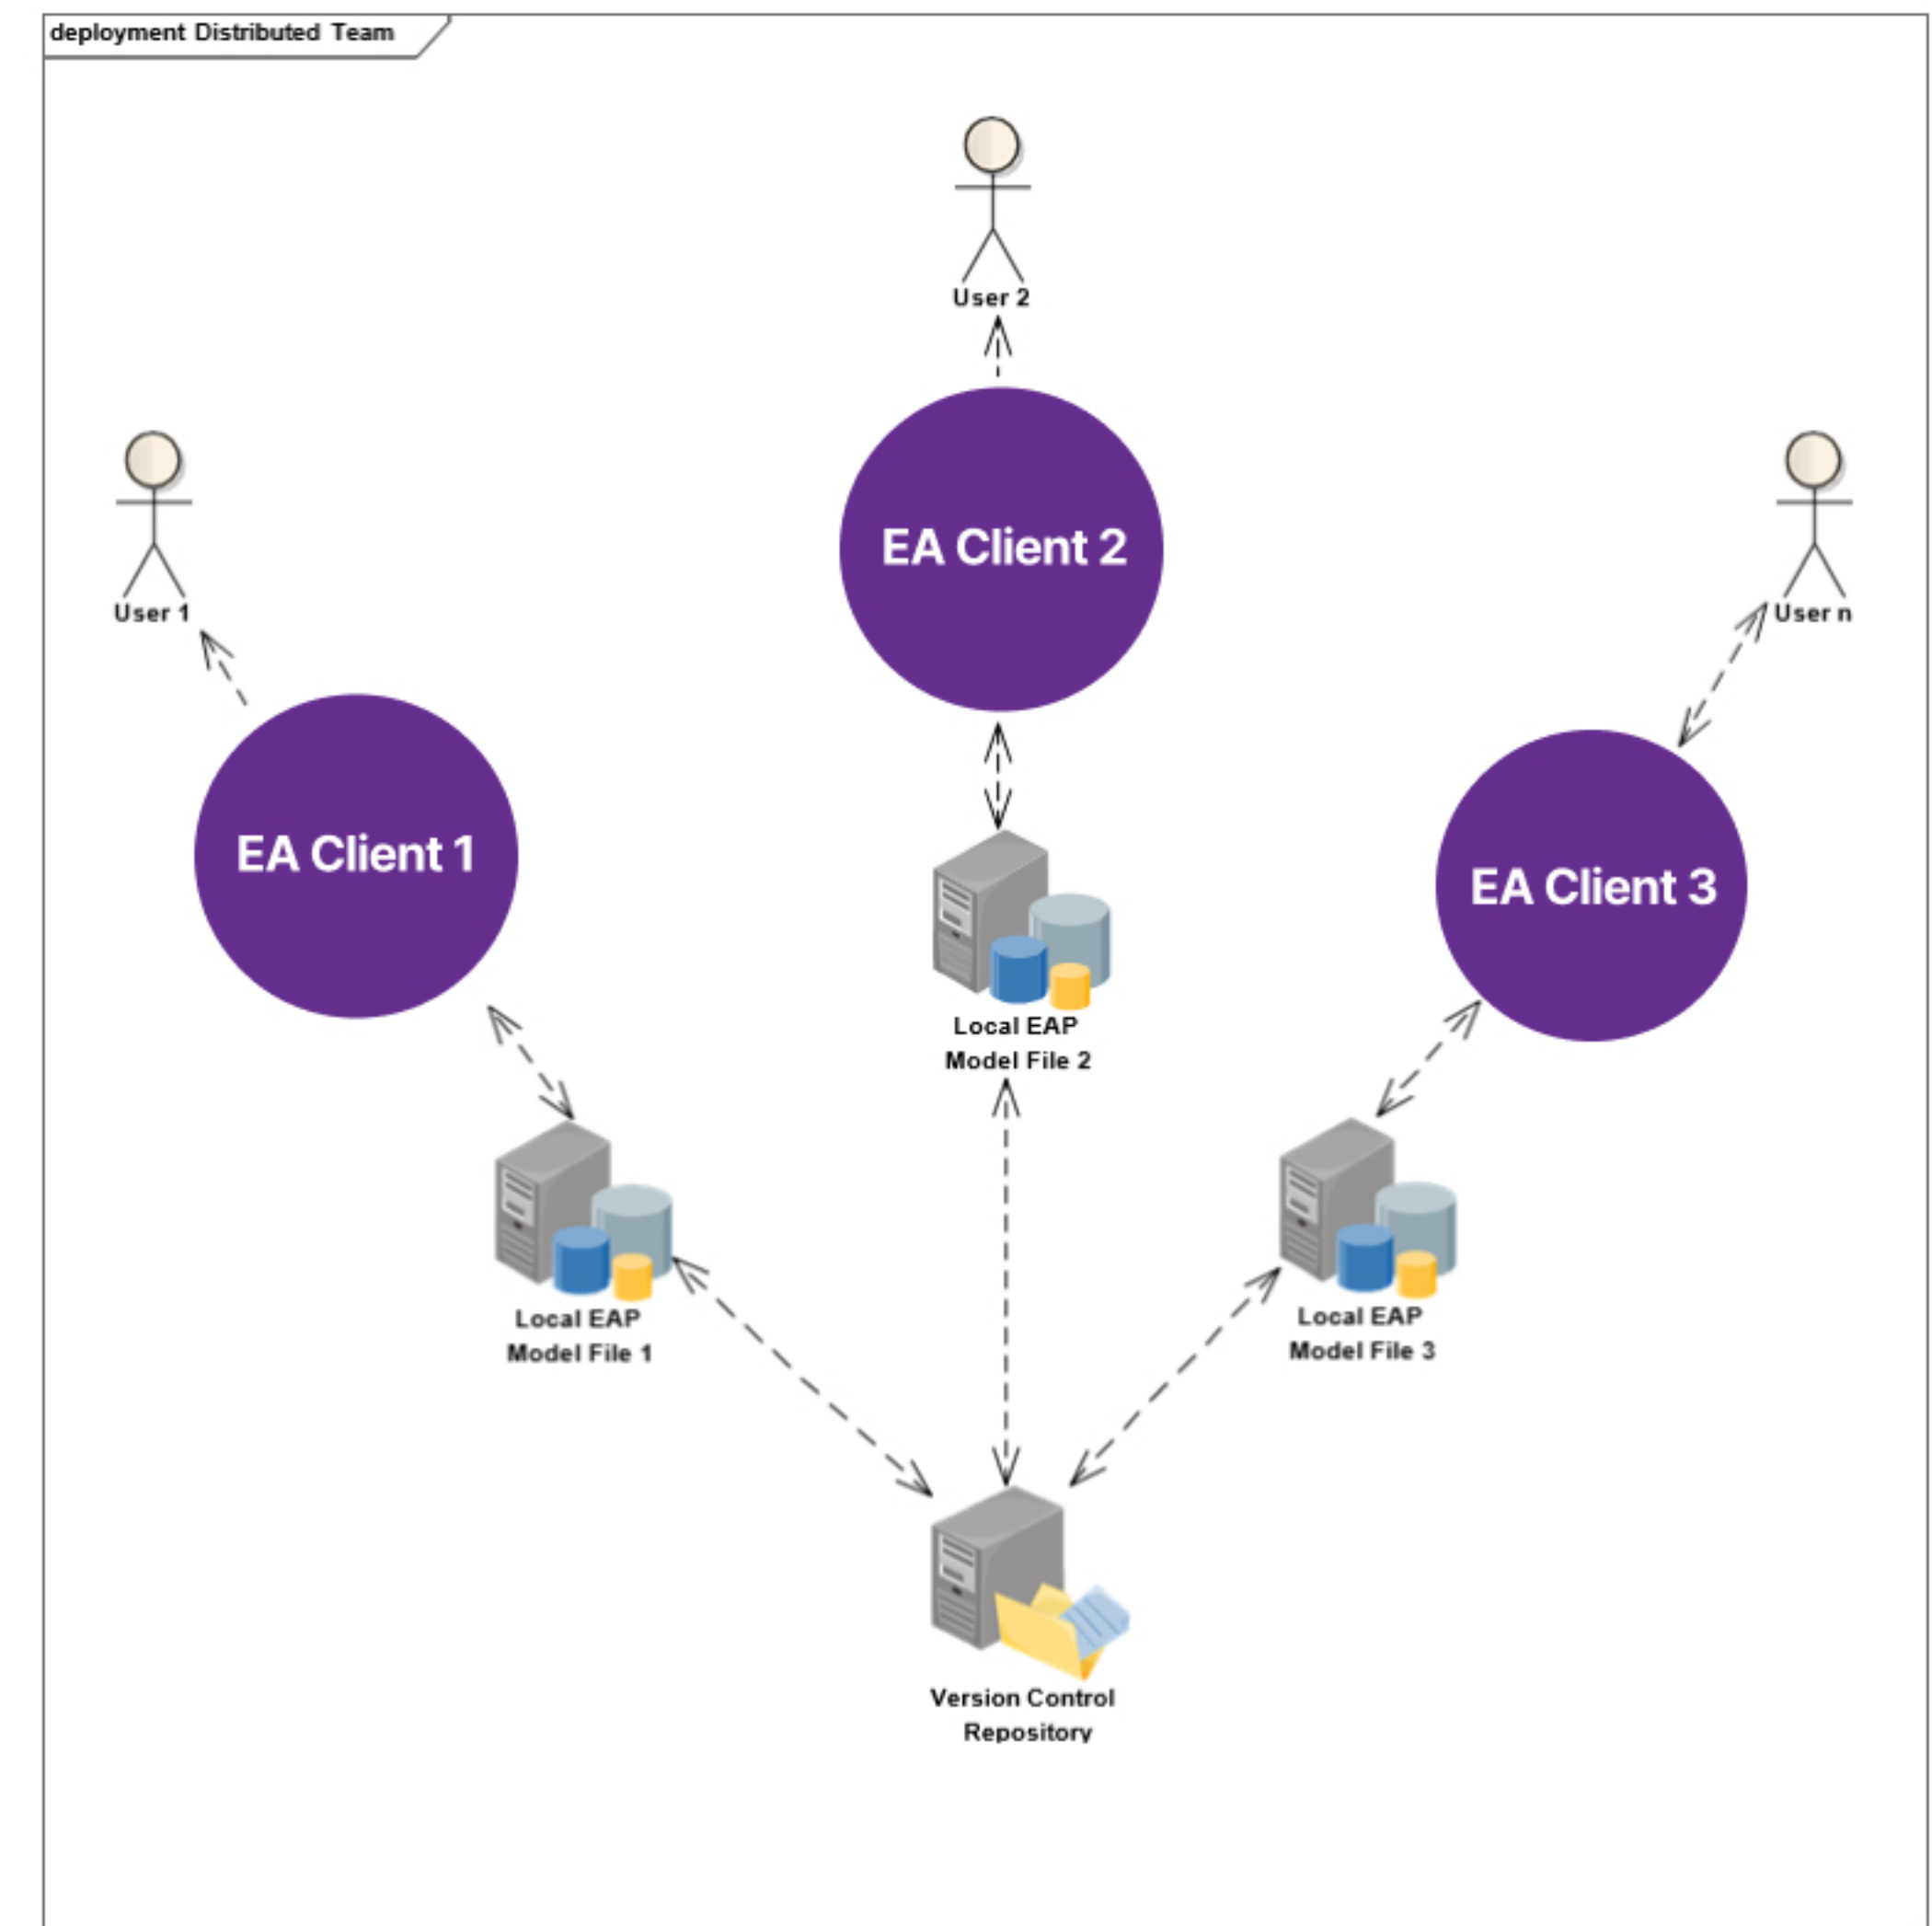 deployment Distributed Team
User 2
User 1
User n
EA Client 2
EA Client 1
EA Client 3
Local EAP
Model File 2
Local EAP
Model File 1
Local EAP
Model File 3
Version Control
Repository